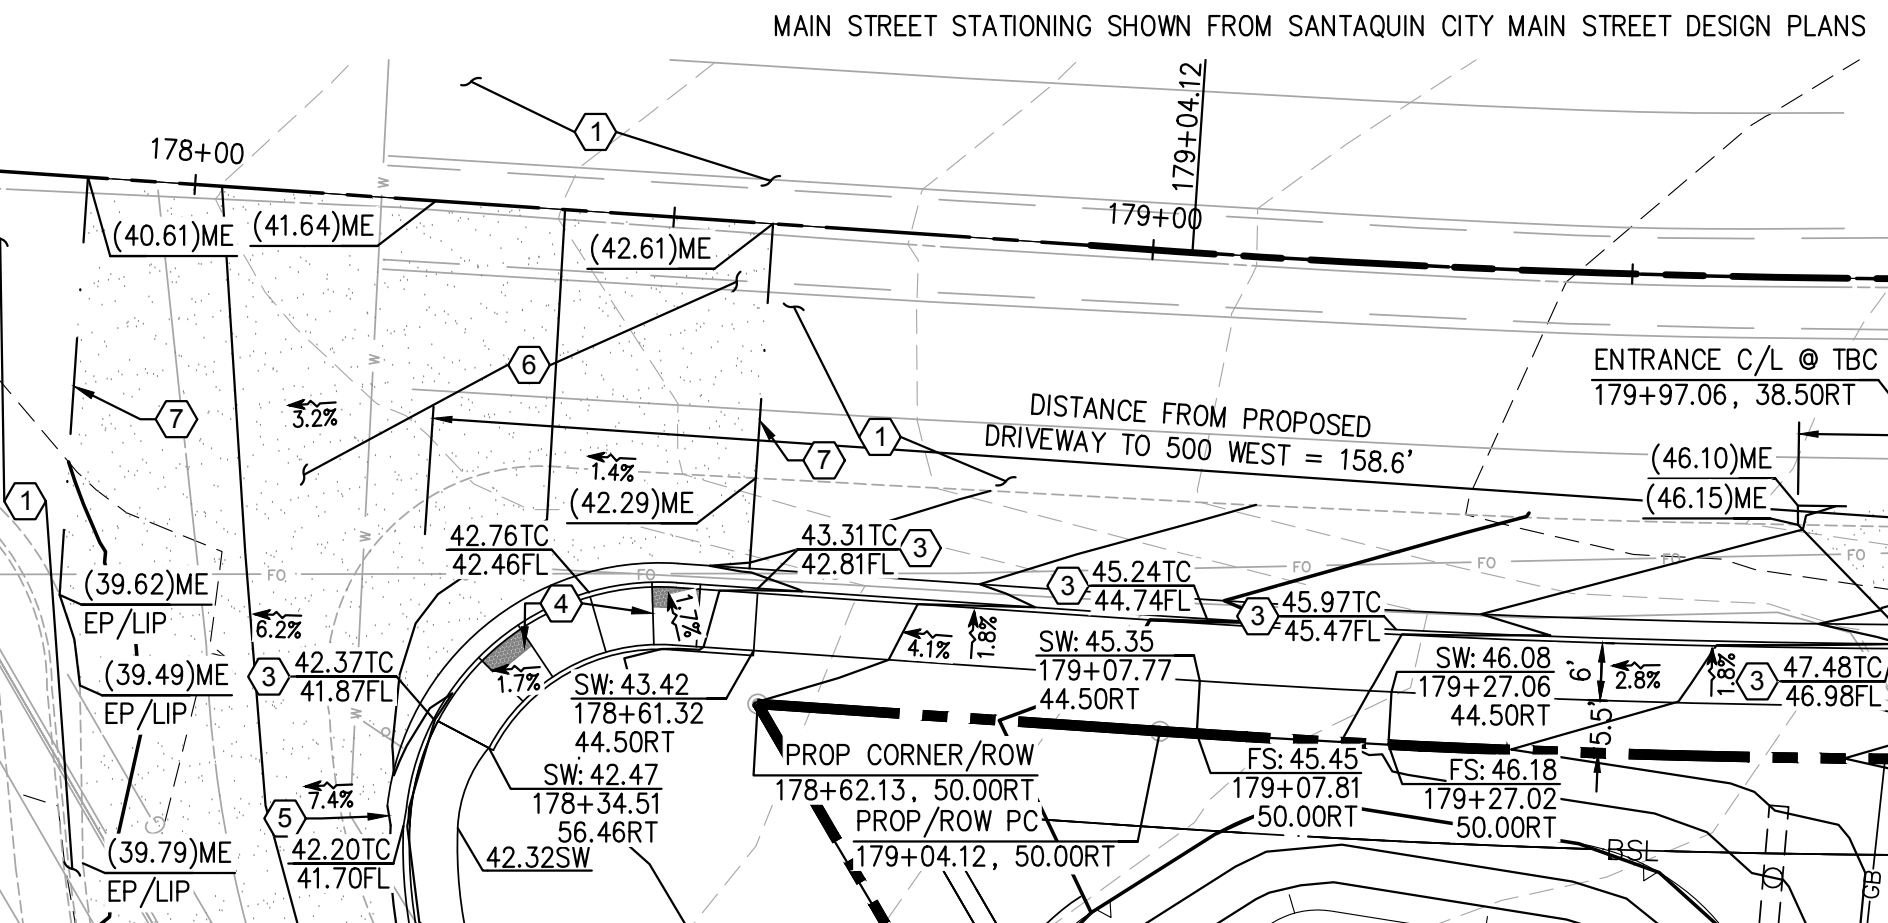 MAIN STREET STATIONING SHOWN FROM SANTAQUIN CITY MAIN STREET DESIGN PLANS
179+04.12
1
178+00
W
179+00
(40.61)ME
(41.64)ME
(42.61)ME
6
W
ENTRANCE C/L @ TBC
179+97.06, 38.50RT
7
3.2%
DISTANCE FROM PROPOSED
DRIVEWAY TO 500 WEST = 158.6'
1
7
1.4%
(42.29)ME
(46.10)ME
(46.15)ME
1
W
42.76TC
42.46FL
43.31TC
42.81FL
3
FO
FO
FO
FO
FO
FO
(39.62)ME
EP/LIP
3
45.24TC
44.74FL
4
1.7%
3
45.97TC
45.47FL
6.2%
4.1%
1.8%
SW: 45.35
179+07.77
44.50RT
SW: 46.08
179+27.06
44.50RT
6'
2.8%
1.8%
3
47.48TC
46.98FL
(39.49)ME
EP/LIP
3
42.37TC
41.87FL
1.7%
SW: 43.42
178+61.32
44.50RT
W
5.5'
PROP CORNER/ROW
178+62.13, 50.00RT
FS: 45.45
179+07.81
50.00RT
FS: 46.18
179+27.02
50.00RT
SW: 42.47
178+34.51
56.46RT
7.4%
5
PROP/ROW PC
179+04.12, 50.00RT
(39.79)ME
EP/LIP
42.20TC
41.70FL
42.32SW
BSL
GB